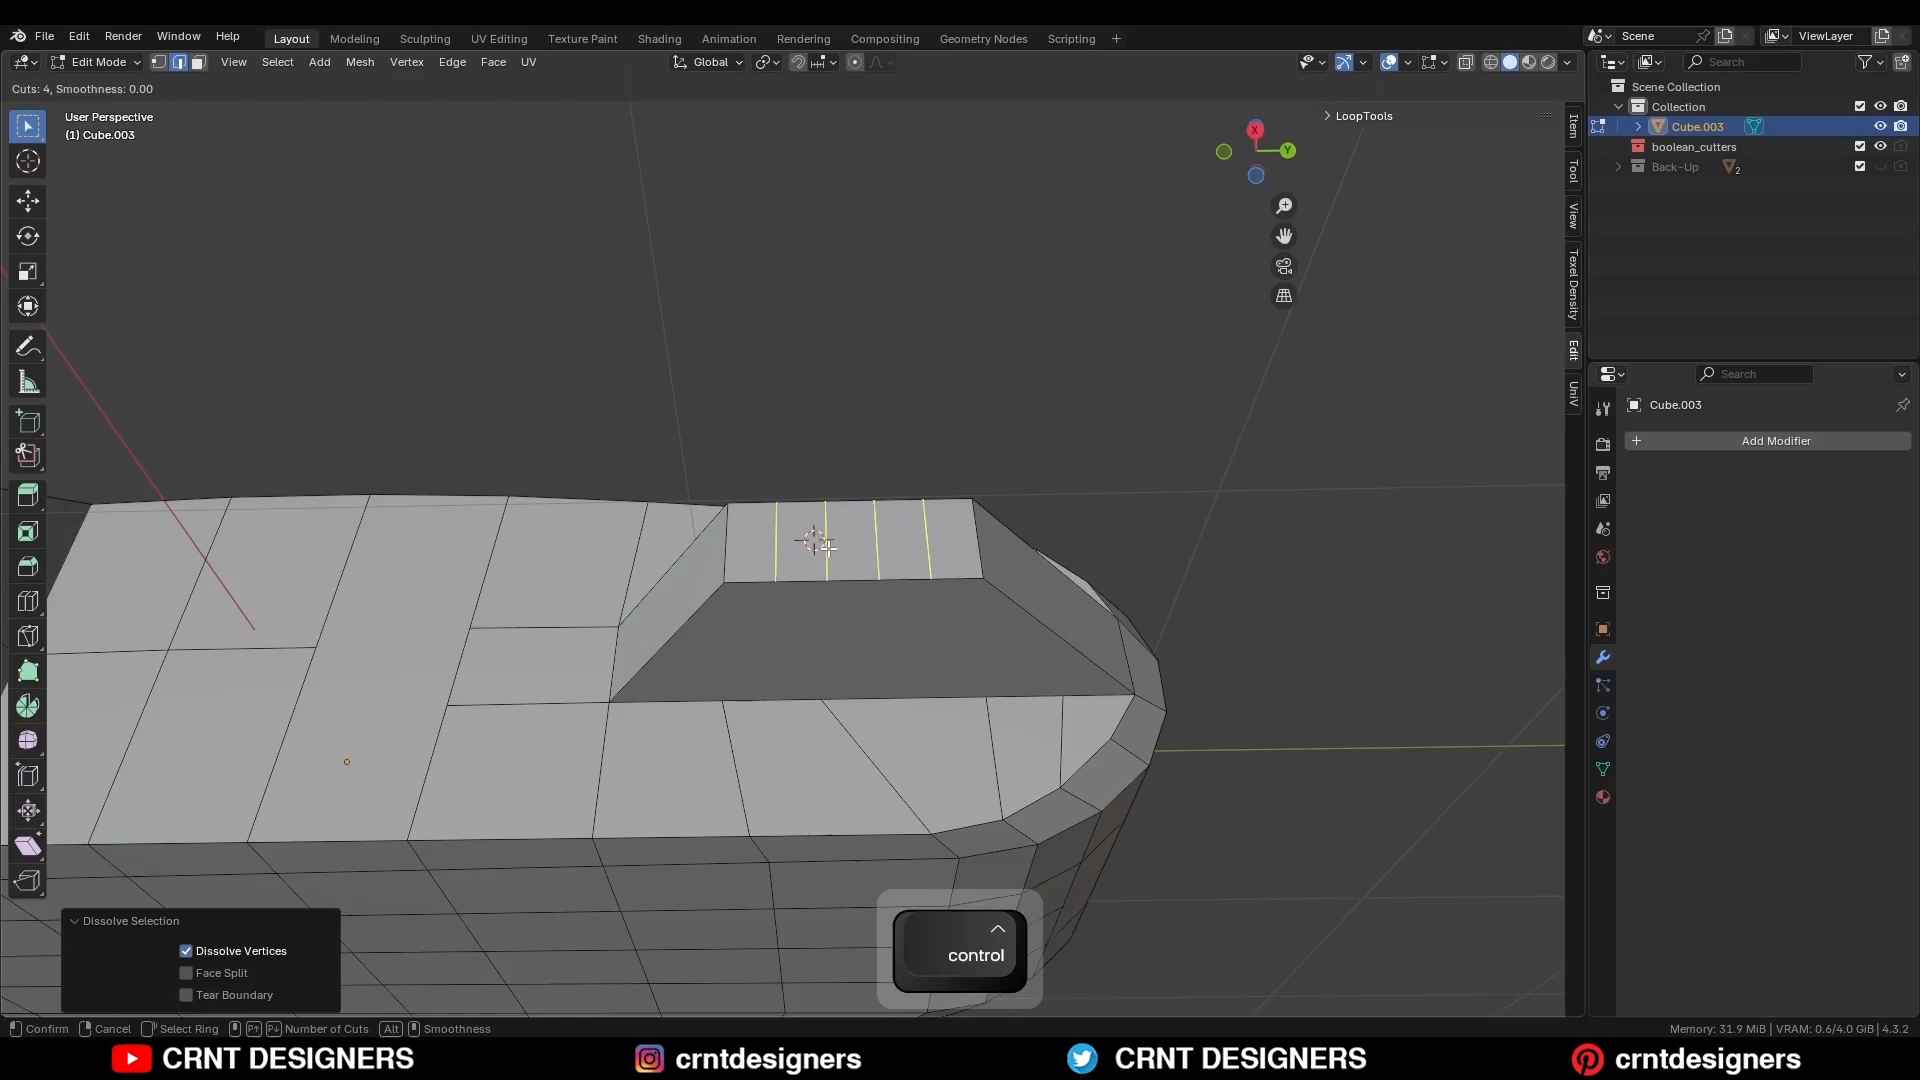 File Edit Render Window Help Layout Modeling Sculpting UV Editing Texture Paint Shading Animation Rendering Compositing Geometry Nodes Scripting + Scene ViewLayer
Edit Mode View Select Add Mesh Vertex Edge Face UV Global Search
Cuts: 4, Smoothness: 0.00
Scene Collection
Collection
Cube.003
boolean_cutters
Back-Up 2
User Perspective
(1) Cube.003
LoopTools
X
Y
Item
Tool
View
Texel Density
Edit
UniV
Search
Cube.003
Add Modifier
Dissolve Selection
Dissolve Vertices
Face Split
Tear Boundary
control
Confirm Cancel Select Ring Number of Cuts Alt Smoothness
Memory: 31.9 MiB | VRAM: 0.6/4.0 GiB | 4.3.2
CRNT DESIGNERS crntdesigners CRNT DESIGNERS crntdesigners